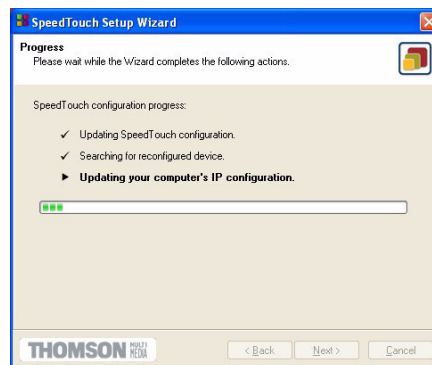 SpeedTouch Setup Wizard
Progress
Please wait while the Wizard completes the following actions.
SpeedTouch configuration progress:
Updating SpeedTouch configuration.
Searching for reconfigured device.
Updating your computer's IP configuration.
THOMSON MULTI MEDIA
< Back Next > Cancel